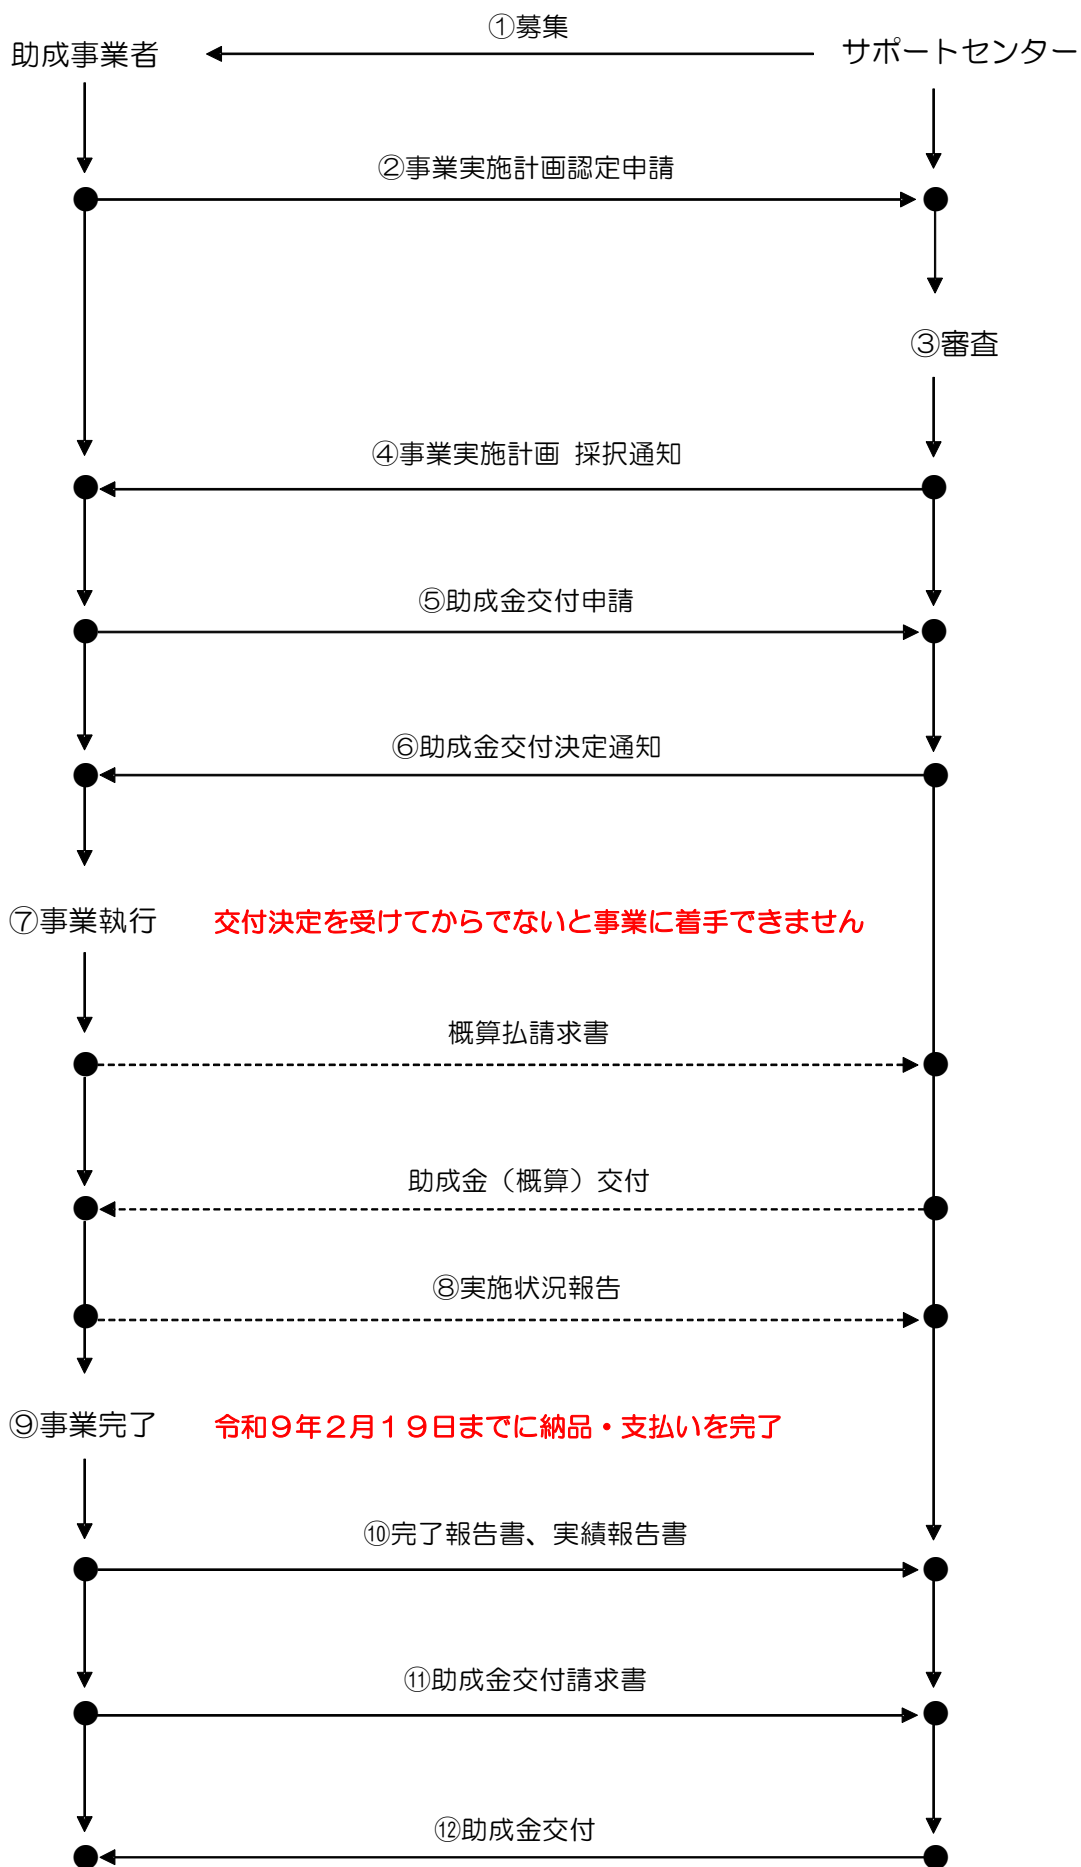 ①募集
助成事業者
サポートセンター
②事業実施計画認定申請
③審査
④事業実施計画 採択通知
⑤助成金交付申請
⑥助成金交付決定通知
⑦事業執行
交付決定を受けてからでないと事業に着手できません
概算払請求書
助成金（概算）交付
⑧実施状況報告
⑨事業完了
令和９年２月１９日までに納品・支払いを完了
⑩完了報告書、実績報告書
⑪助成金交付請求書
⑫助成金交付